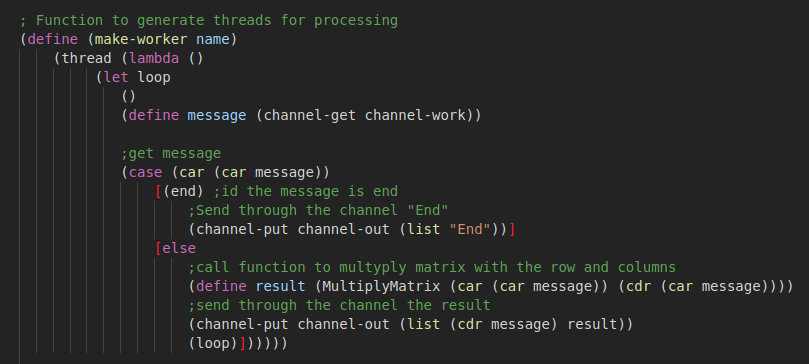 ; Function to generate threads for processing
(define (make-worker name)
    (thread (lambda ()
         (let loop
            ()
            (define message (channel-get channel-work))

            ;get message
            (case (car (car message))
                [(end) ;id the message is end
                    ;Send through the channel "End"
                    (channel-put channel-out (list "End"))]
                [else
                    ;call function to multyply matrix with the row and columns
                    (define result (MultiplyMatrix (car (car message)) (cdr (car message))))
                    ;send through the channel the result
                    (channel-put channel-out (list (cdr message) result))
                    (loop)])))))